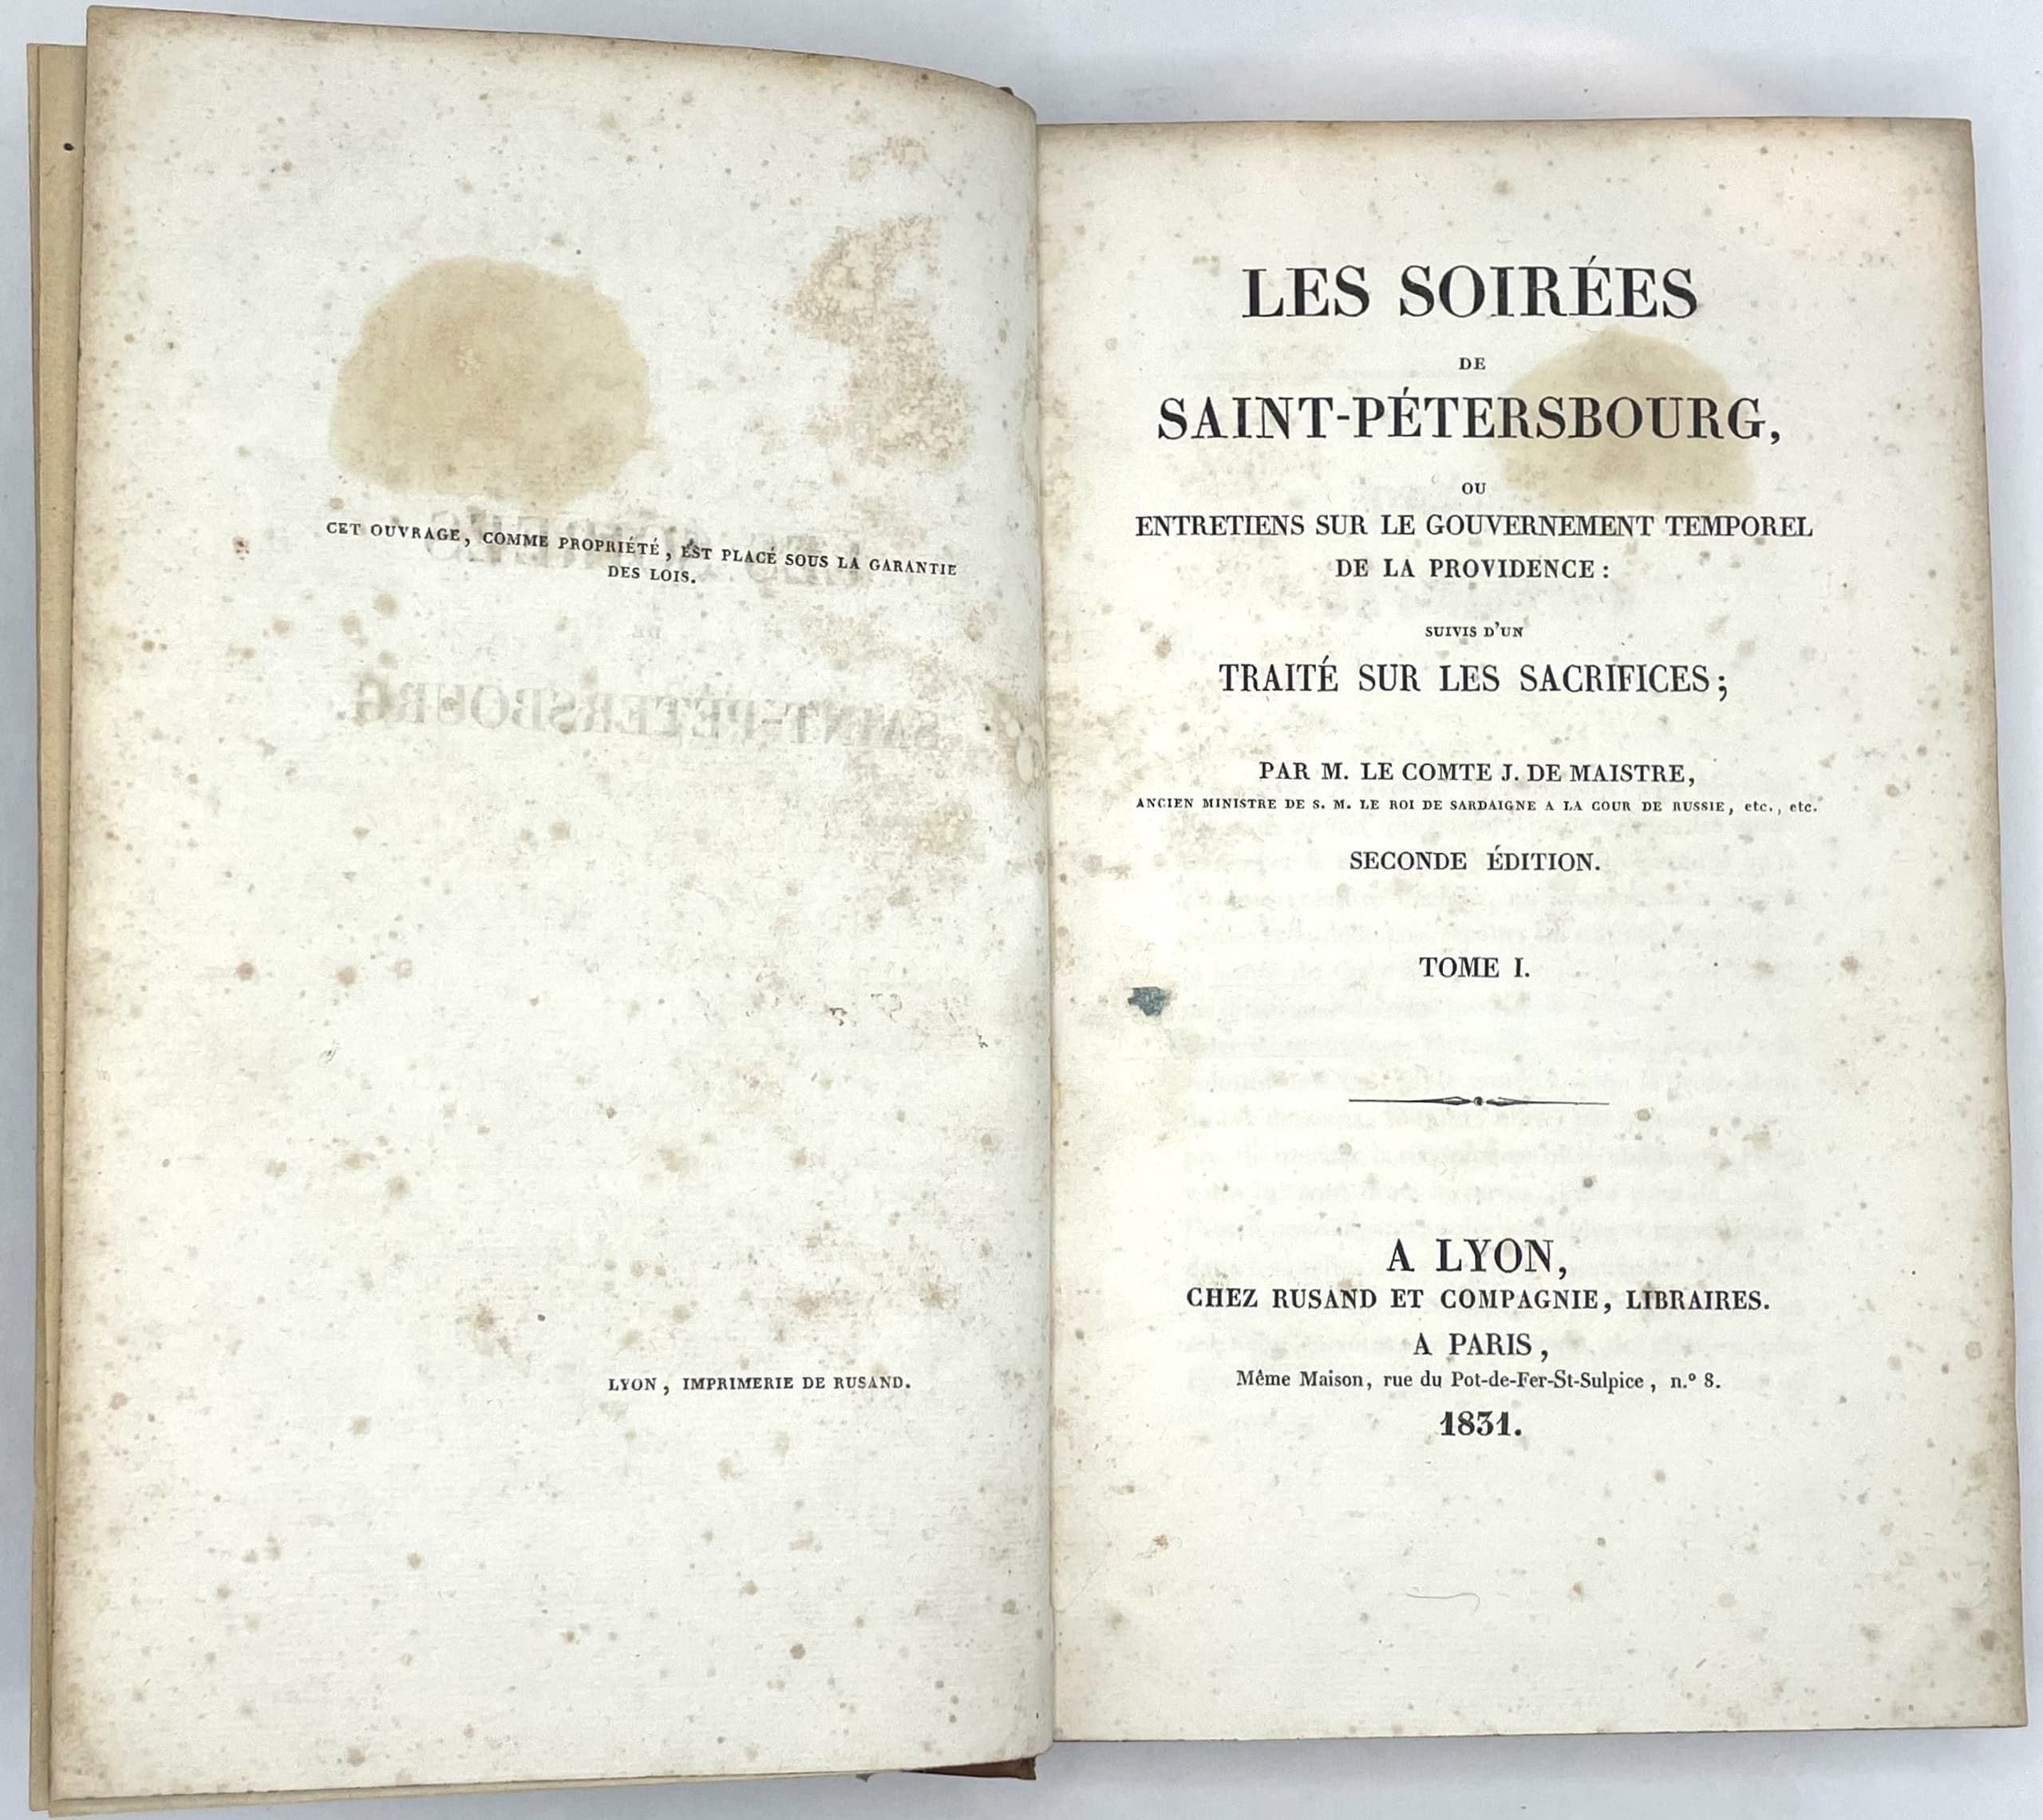 CET OUVRAGE, COMME PROPRIÉTÉ, EST PLACÉ SOUS LA GARANTIE
DES LOIS.
LYON, IMPRIMERIE DE RUSAND.
LES SOIRÉES
DE
SAINT-PÉTERSBOURG,
OU
ENTRETIENS SUR LE GOUVERNEMENT TEMPOREL
DE LA PROVIDENCE :
SUIVIS D'UN
TRAITÉ SUR LES SACRIFICES ;
PAR M. LE COMTE J. DE MAISTRE,
ANCIEN MINISTRE DE S. M. LE ROI DE SARDAIGNE A LA COUR DE RUSSIE, etc., etc.
SECONDE ÉDITION.
TOME I.
A LYON,
CHEZ RUSAND ET COMPAGNIE, LIBRAIRES.
A PARIS,
Même Maison, rue du Pot-de-Fer-St-Sulpice, n.º 8.
1831.